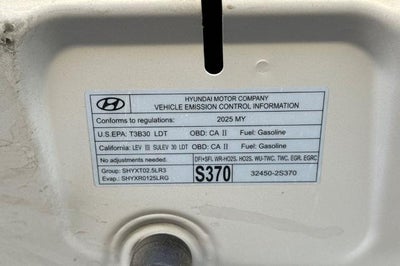 HYUNDAI MOTOR COMPANY
VEHICLE EMISSION CONTROL INFORMATION
Conforms to regulations: 2025 MY
U.S.EPA: T3B30 LDT OBD: CA II Fuel: Gasoline
California: LEV III SULEV 30 LDT OBD: CA II Fuel: Gasoline
No adjustments needed. DFI+SFI, WR-HO2S, HO2S, WU-TWC, TWC, EGR, EGRC
Group: SHYXT02.5LR3 S370 32450-2S370
Evap.: SHYXR0125LRG